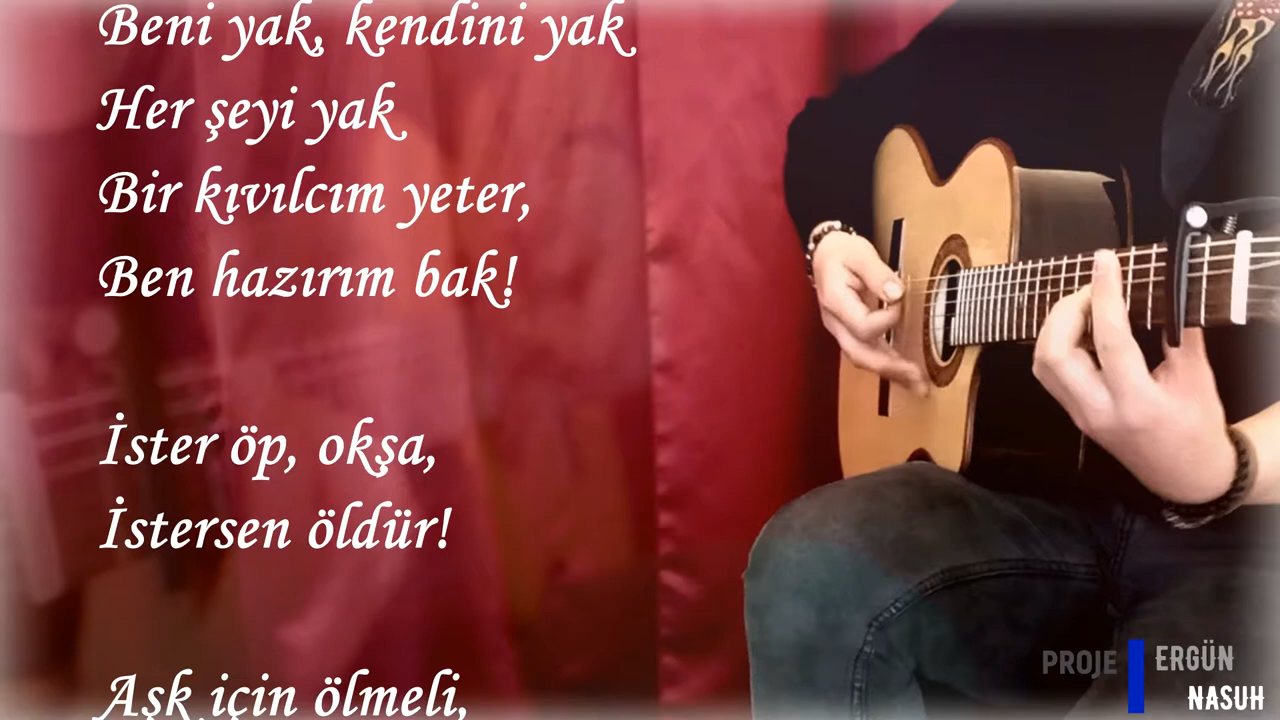 Beni yak, kendini yak
Her şeyi yak
Bir kıvılcım yeter,
Ben hazırım bak!
İster öp, okşa,
İstersen öldür!
Aşk için ölmeli,
PROJE
ERGÜN
NASUH